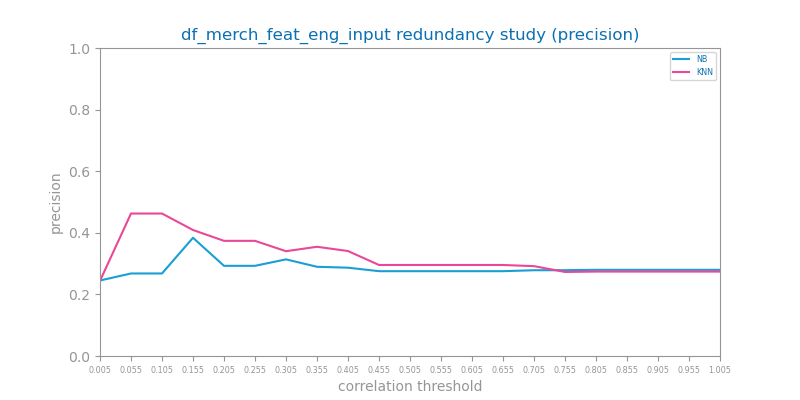 df_merch_feat_eng_input redundancy study (precision)
NB
KNN
precision
1.0
0.8
0.6
0.4
0.2
0.0
0.005 0.055 0.105 0.155 0.205 0.255 0.305 0.355 0.405 0.455 0.505 0.555 0.605 0.655 0.705 0.755 0.805 0.855 0.905 0.955 1.005
correlation threshold